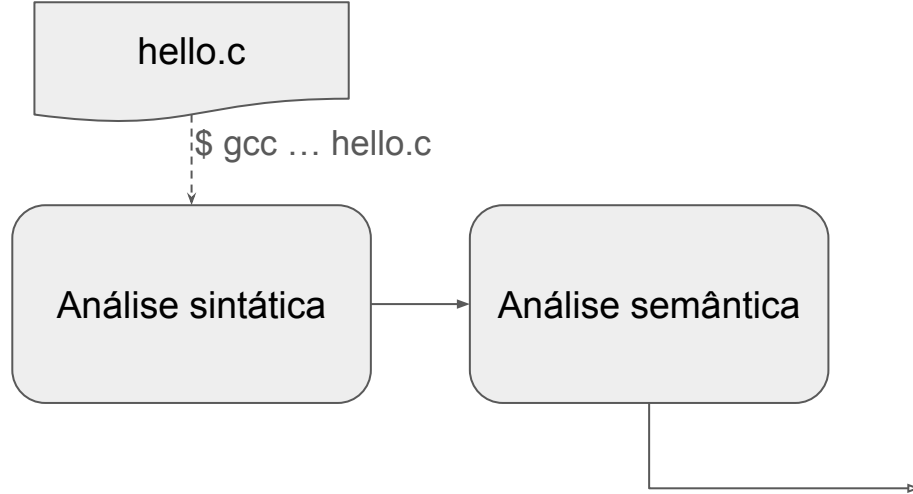 hello.c
$ gcc … hello.c
Análise sintática
Análise semântica